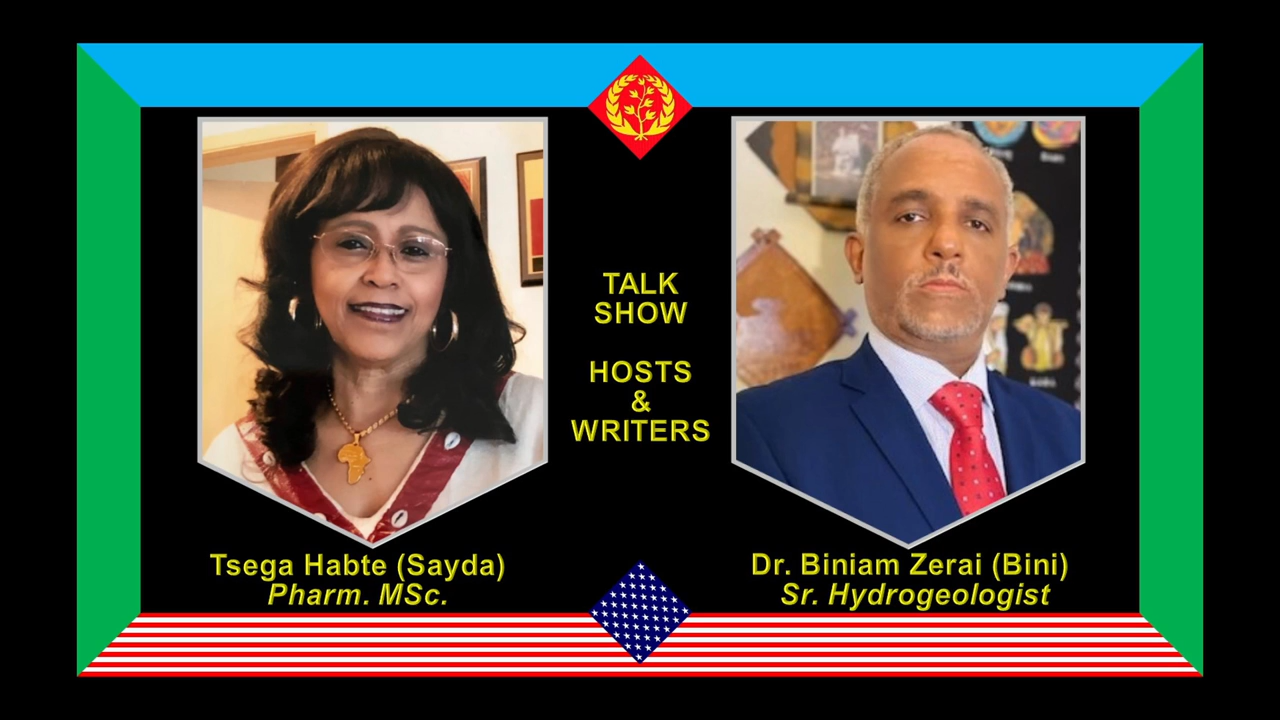 TALK
SHOW
HOSTS
&
WRITERS
Tsega Habte (Sayda)
Pharm. MSc.
Dr. Biniam Zerai (Bini)
Sr. Hydrogeologist